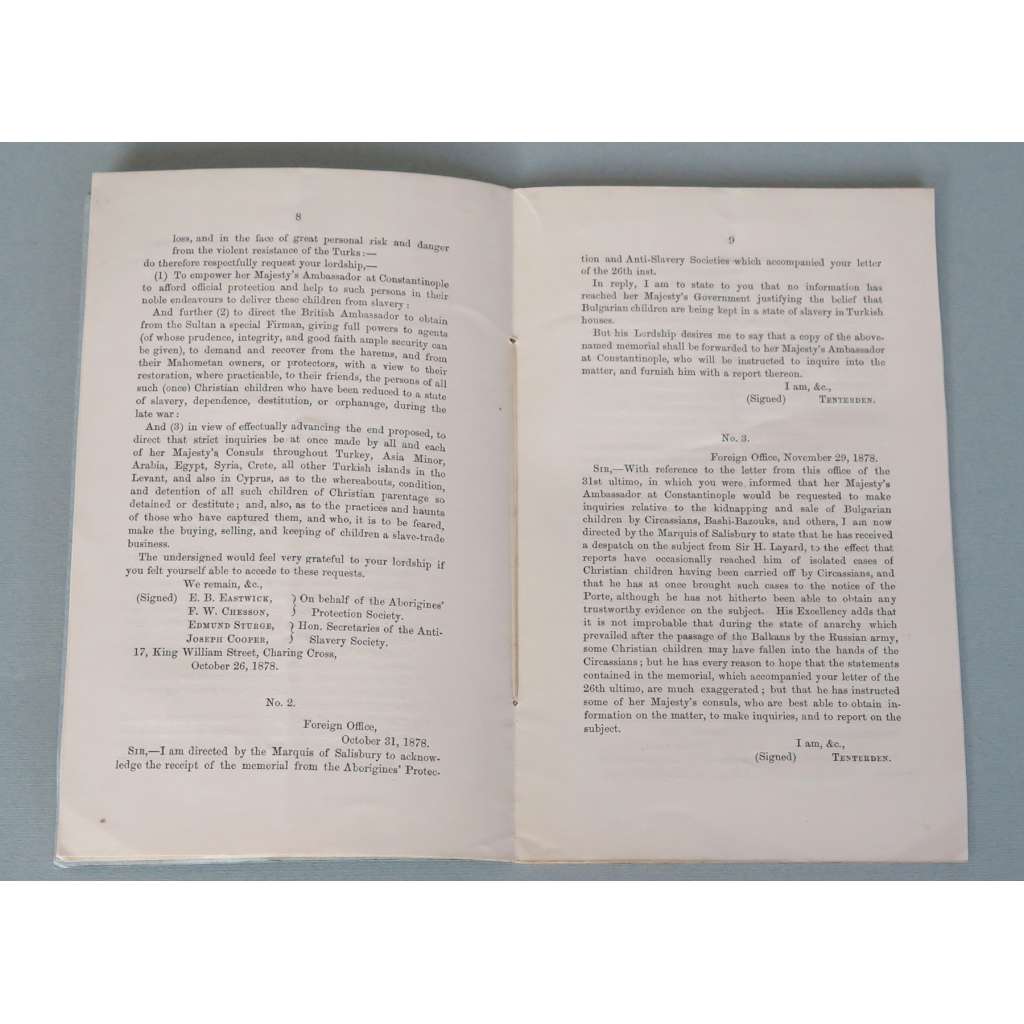 8
loss, and in the face of great personal risk and danger
from the violent resistance of the Turks:—
do therefore respectfully request your lordship,—
(1) To empower her Majesty's Ambassador at Constantinople
to afford official protection and help to such persons in their
noble endeavours to deliver these children from slavery:
And further (2) to direct the British Ambassador to obtain
from the Sultan a special Firman, giving full powers to agents
(of whose prudence, integrity, and good faith ample security can
be given), to demand and recover from the harems, and from
their Mahometan owners, or protectors, with a view to their
restoration, where practicable, to their friends, the persons of all
such (once) Christian children who have been reduced to a state
of slavery, dependence, destitution, or orphanage, during the
late war:
And (3) in view of effectually advancing the end proposed, to
direct that strict inquiries be at once made by all and each
of her Majesty's Consuls throughout Turkey, Asia Minor,
Arabia, Egypt, Syria, Crete, all other Turkish islands in the
Levant, and also in Cyprus, as to the whereabouts, condition,
and detention of all such children of Christian parentage so
detained or destitute; and, also, as to the practices and haunts
of those who have captured them, and who, it is to be feared,
make the buying, selling, and keeping of children a slave-trade
business.
The undersigned would feel very grateful to your lordship if
you felt yourself able to accede to these requests.
We remain, &c.,
(Signed) E. B. EASTWICK, } On behalf of the Aborigines'
F. W. CHESSON, } Protection Society.
EDMUND STURGE, } Hon. Secretaries of the Anti-
JOSEPH COOPER, } Slavery Society.
17, King William Street, Charing Cross,
October 26, 1878.
No. 2.
Foreign Office,
October 31, 1878.
SIR,—I am directed by the Marquis of Salisbury to acknow-
ledge the receipt of the memorial from the Aborigines' Protec-
9
tion and Anti-Slavery Societies which accompanied your letter
of the 26th inst.
In reply, I am to state to you that no information has
reached her Majesty's Government justifying the belief that
Bulgarian children are being kept in a state of slavery in Turkish
houses.
But his Lordship desires me to say that a copy of the above-
named memorial shall be forwarded to her Majesty's Ambassador
at Constantinople, who will be instructed to inquire into the
matter, and furnish him with a report thereon.
I am, &c.,
(Signed) TENTERDEN.
No. 3.
Foreign Office, November 29, 1878.
SIR,—With reference to the letter from this office of the
31st ultimo, in which you were informed that her Majesty's
Ambassador at Constantinople would be requested to make
inquiries relative to the kidnapping and sale of Bulgarian
children by Circassians, Bashi-Bazouks, and others, I am now
directed by the Marquis of Salisbury to state that he has received
a despatch on the subject from Sir H. Layard, to the effect that
reports have occasionally reached him of isolated cases of
Christian children having been carried off by Circassians, and
that he has at once brought such cases to the notice of the
Porte, although he has not hitherto been able to obtain any
trustworthy evidence on the subject. His Excellency adds that
it is not improbable that during the state of anarchy which
prevailed after the passage of the Balkans by the Russian army,
some Christian children may have fallen into the hands of the
Circassians; but he has every reason to hope that the statements
contained in the memorial, which accompanied your letter of the
26th ultimo, are much exaggerated; but that he has instructed
some of her Majesty's consuls, who are best able to obtain in-
formation on the matter, to make inquiries, and to report on the
subject.
I am, &c.,
(Signed) TENTERDEN.